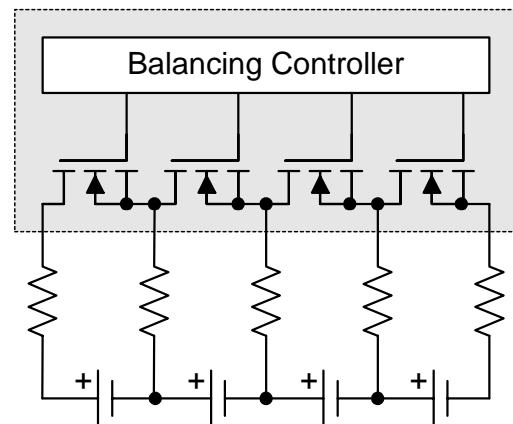 Balancing Controller
+ + + +